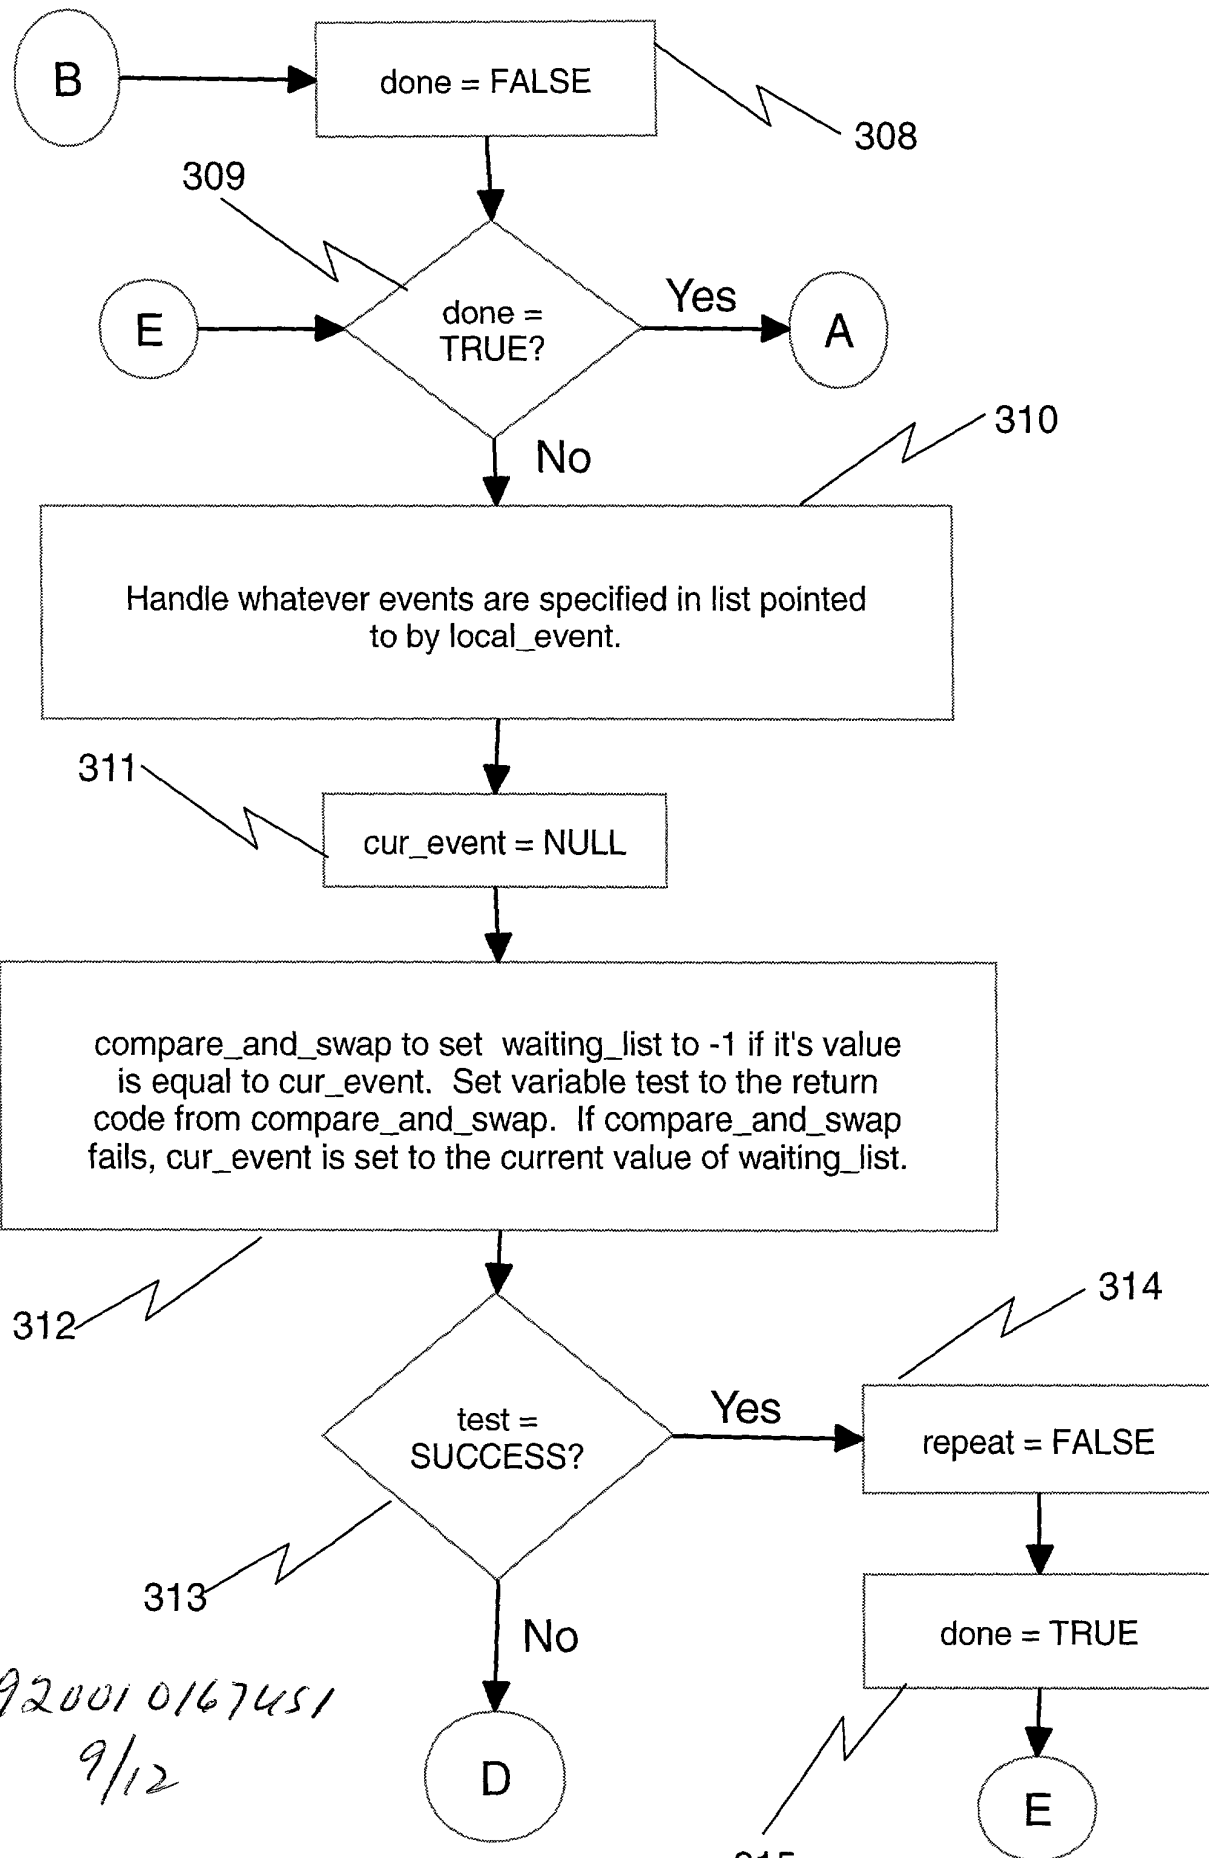 B
done = FALSE
308
309
E
done =
TRUE?
Yes
A
No
310
Handle whatever events are specified in list pointed
to by local_event.
311
cur_event = NULL
compare_and_swap to set  waiting_list to -1 if it's value
is equal to cur_event.  Set variable test to the return
code from compare_and_swap.  If compare_and_swap
fails, cur_event is set to the current value of waiting_list.
312
314
test =
SUCCESS?
Yes
repeat = FALSE
313
No
done = TRUE
920010167US1
9/12
D
E
315